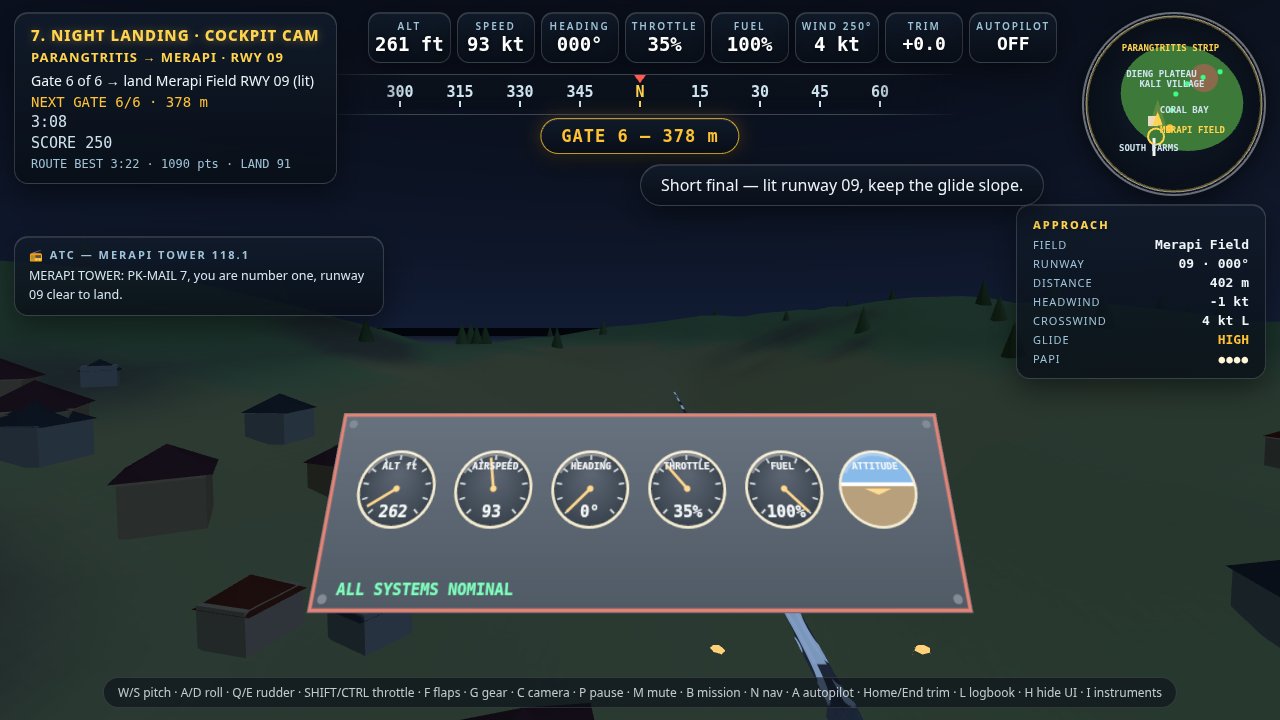 7. NIGHT LANDING · COCKPIT CAM
PARANGTRITIS → MERAPI · RWY 09
Gate 6 of 6 → land Merapi Field RWY 09 (lit)
NEXT GATE 6/6 · 378 m
3:08
SCORE 250
ROUTE BEST 3:22 · 1090 pts · LAND 91
ALT
261 ft
SPEED
93 kt
HEADING
000°
THROTTLE
35%
FUEL
100%
WIND 250°
4 kt
TRIM
+0.0
AUTOPILOT
OFF
300 315 330 345 N 15 30 45 60
GATE 6 — 378 m
Short final — lit runway 09, keep the glide slope.
PARANGTRITIS STRIP
DIENG PLATEAU
KALI VILLAGE
CORAL BAY
MERAPI FIELD
SOUTH FARMS
📻 ATC — MERAPI TOWER 118.1
MERAPI TOWER: PK-MAIL 7, you are number one, runway
09 clear to land.
APPROACH
FIELD Merapi Field
RUNWAY 09 · 000°
DISTANCE 402 m
HEADWIND -1 kt
CROSSWIND 4 kt L
GLIDE HIGH
PAPI ●●●●
ALT ft
262
AIRSPEED
93
HEADING
0°
THROTTLE
35%
FUEL
100%
ATTITUDE
ALL SYSTEMS NOMINAL
W/S pitch · A/D roll · Q/E rudder · SHIFT/CTRL throttle · F flaps · G gear · C camera · P pause · M mute · B mission · N nav · A autopilot · Home/End trim · L logbook · H hide UI · I instruments